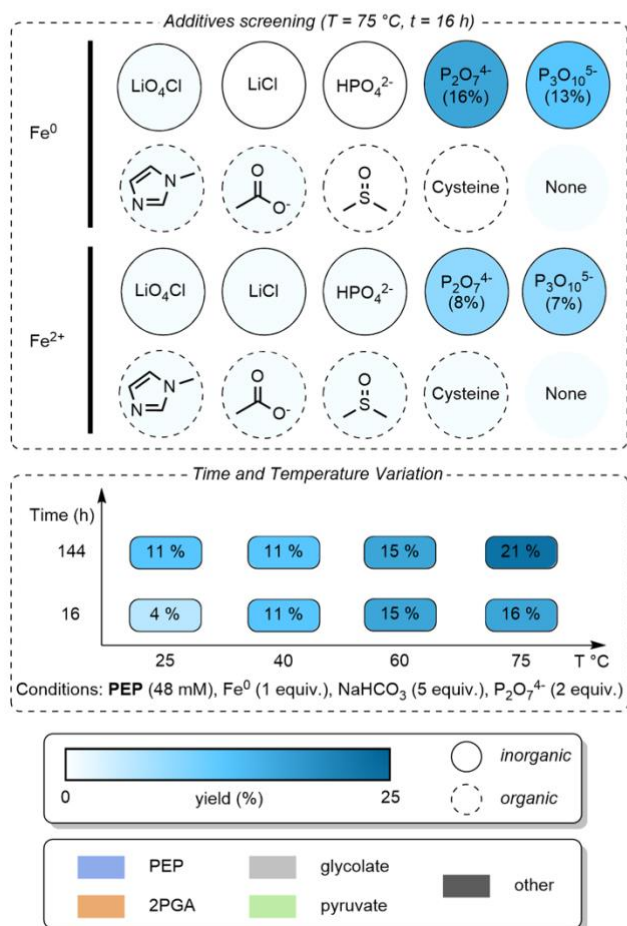 Additives screening (T = 75 °C, t = 16 h)
Fe⁰
LiO₄Cl
LiCl
HPO₄²⁻
P₂O₇⁴⁻
(16%)
P₃O₁₀⁵⁻
(13%)
N
N
O
O⁻
O
S
Cysteine
None
Fe²⁺
LiO₄Cl
LiCl
HPO₄²⁻
P₂O₇⁴⁻
(8%)
P₃O₁₀⁵⁻
(7%)
N
N
O
O⁻
O
S
Cysteine
None
Time and Temperature Variation
Time (h)
144
11 %
11 %
15 %
21 %
16
4 %
11 %
15 %
16 %
25
40
60
75
T °C
Conditions: PEP (48 mM), Fe⁰ (1 equiv.), NaHCO₃ (5 equiv.), P₂O₇⁴⁻ (2 equiv.)
0
yield (%)
25
inorganic
organic
PEP
glycolate
other
2PGA
pyruvate